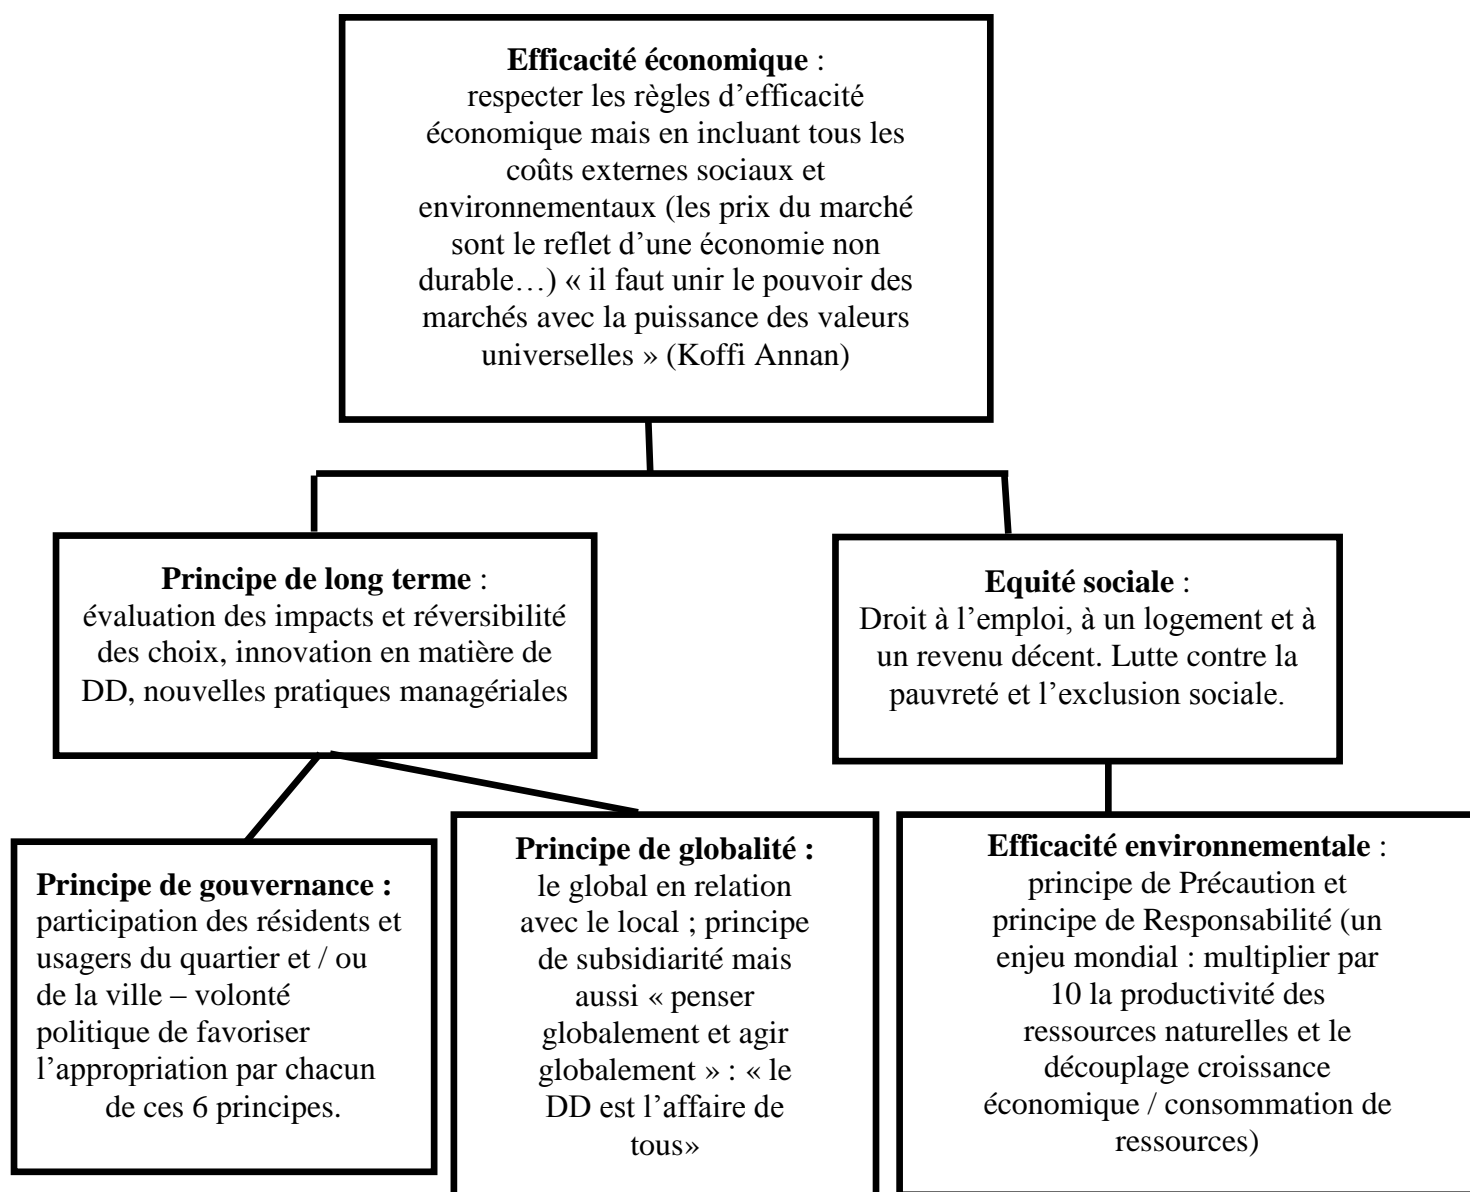 Efficacité économique :
respecter les règles d’efficacité
économique mais en incluant tous les
coûts externes sociaux et
environnementaux (les prix du marché
sont le reflet d’une économie non
durable…) « il faut unir le pouvoir des
marchés avec la puissance des valeurs
universelles » (Koffi Annan)
Principe de long terme :
évaluation des impacts et réversibilité
des choix, innovation en matière de
DD, nouvelles pratiques managériales
Equité sociale :
Droit à l’emploi, à un logement et à
un revenu décent. Lutte contre la
pauvreté et l’exclusion sociale.
Principe de gouvernance :
participation des résidents et
usagers du quartier et / ou
de la ville – volonté
politique de favoriser
l’appropriation par chacun
de ces 6 principes.
Principe de globalité :
le global en relation
avec le local ; principe
de subsidiarité mais
aussi « penser
globalement et agir
globalement » : « le
DD est l’affaire de
tous»
Efficacité environnementale :
principe de Précaution et
principe de Responsabilité (un
enjeu mondial : multiplier par
10 la productivité des
ressources naturelles et le
découplage croissance
économique / consommation de
ressources)